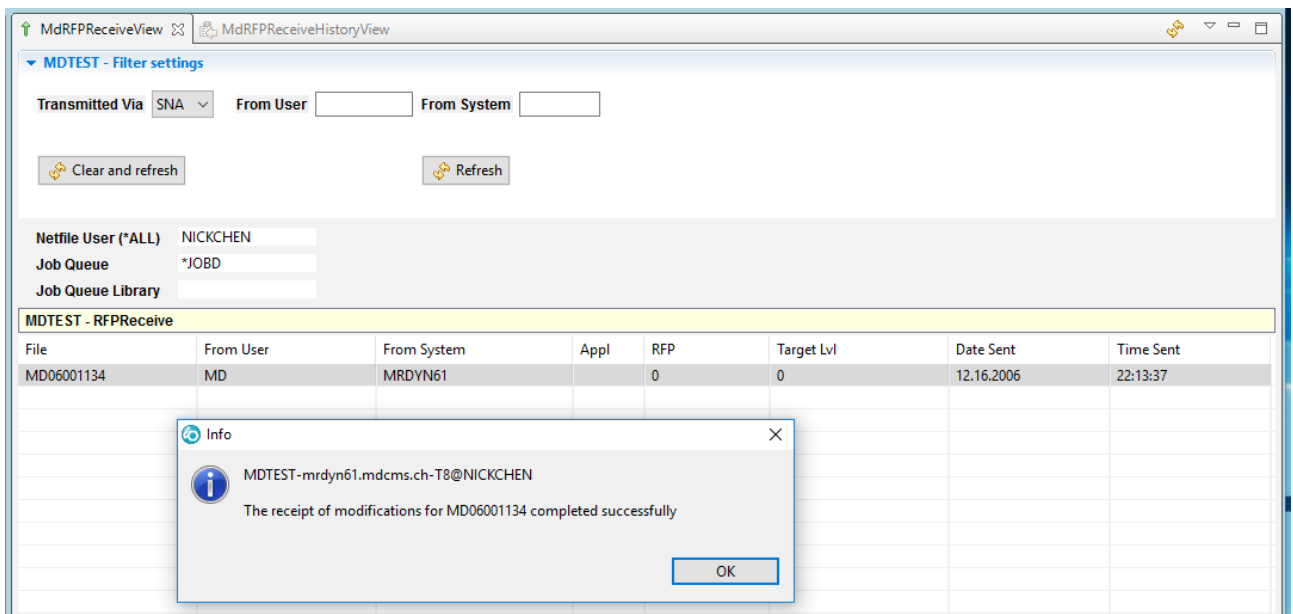 MdRFPReceiveView MdRFPReceiveHistoryView
MDTEST - Filter settings
Transmitted Via SNA From User From System
Clear and refresh Refresh
Netfile User (*ALL) NICKCHEN
Job Queue *JOBD
Job Queue Library
MDTEST - RFPReceive
File From User From System Appl RFP Target Lvl Date Sent Time Sent
MD06001134 MD MRDYN61 0 0 12.16.2006 22:13:37
Info
MDTEST-mrdyn61.mdcms.ch-T8@NICKCHEN
The receipt of modifications for MD06001134 completed successfully
OK